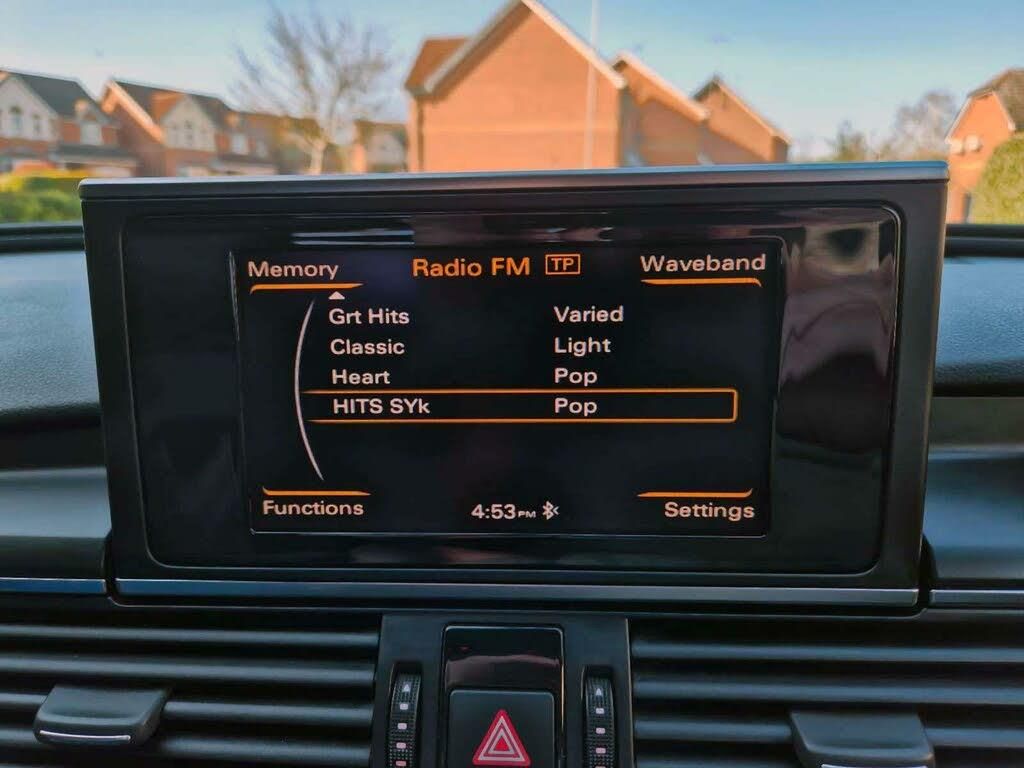 Memory Radio FM TP Waveband
Grt Hits Varied
Classic Light
Heart Pop
HITS SYk Pop
Functions 4:53 PM Settings